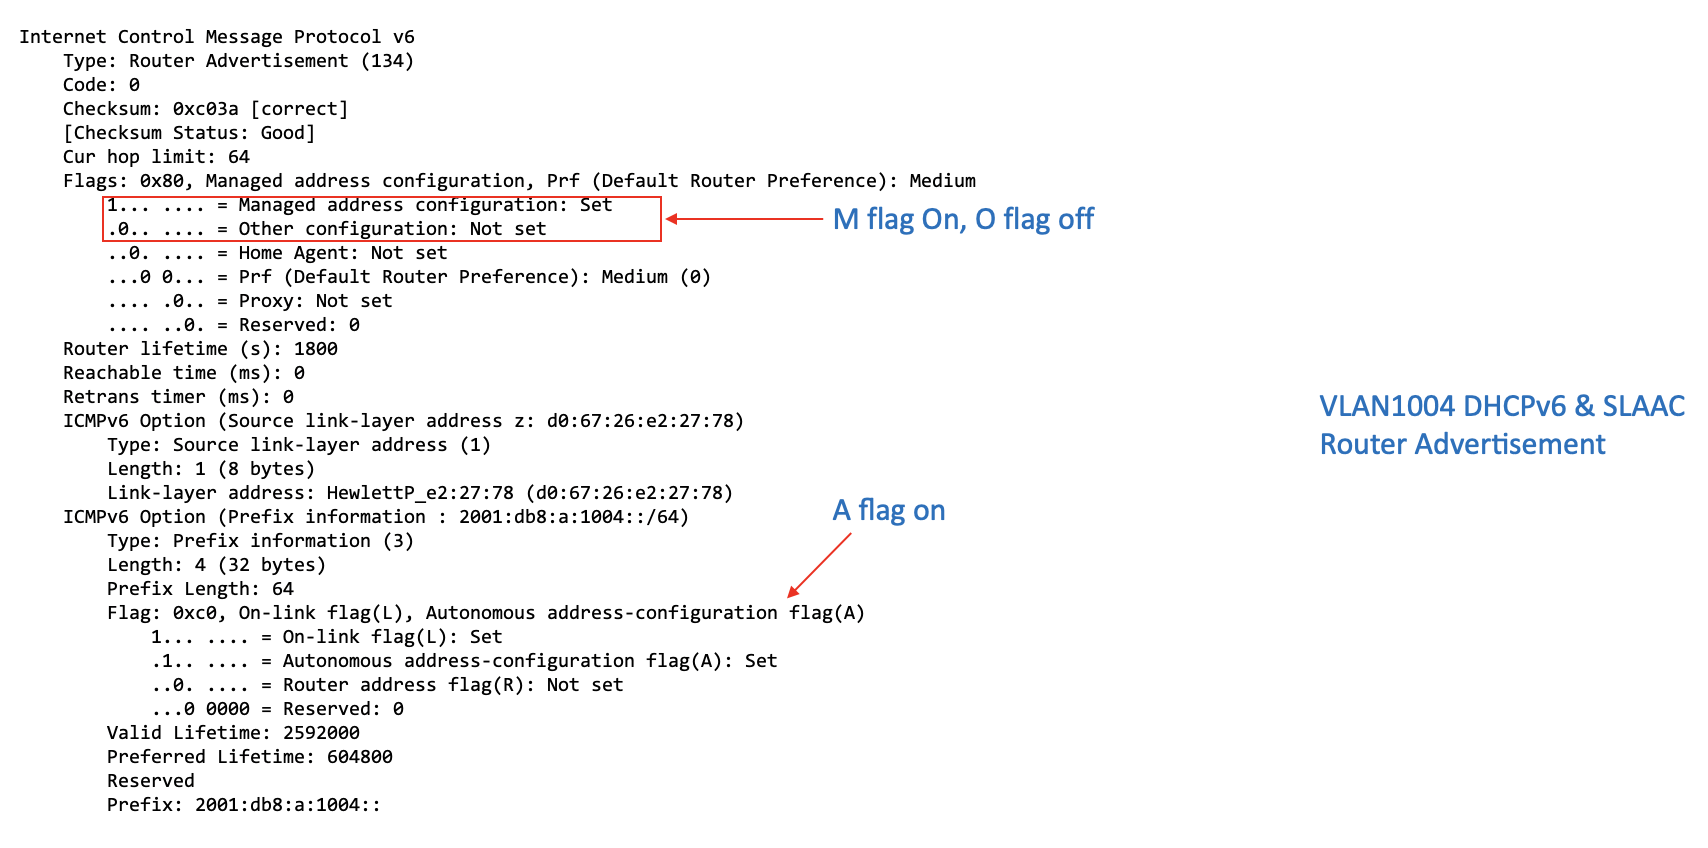 Internet Control Message Protocol v6
Type: Router Advertisement (134)
Code: 0
Checksum: 0xc03a [correct]
[Checksum Status: Good]
Cur hop limit: 64
Flags: 0x80, Managed address configuration, Prf (Default Router Preference): Medium
1... .... = Managed address configuration: Set
.0.. .... = Other configuration: Not set
M flag On, O flag off
..0. .... = Home Agent: Not set
...0 0... = Prf (Default Router Preference): Medium (0)
.... .0.. = Proxy: Not set
.... ..0. = Reserved: 0
Router lifetime (s): 1800
Reachable time (ms): 0
Retrans timer (ms): 0
VLAN1004 DHCPv6 & SLAAC
Router Advertisement
ICMPv6 Option (Source link-layer address z: d0:67:26:e2:27:78)
Type: Source link-layer address (1)
Length: 1 (8 bytes)
Link-layer address: HewlettP_e2:27:78 (d0:67:26:e2:27:78)
A flag on
ICMPv6 Option (Prefix information : 2001:db8:a:1004::/64)
Type: Prefix information (3)
Length: 4 (32 bytes)
Prefix Length: 64
Flag: 0xc0, On-link flag(L), Autonomous address-configuration flag(A)
1... .... = On-link flag(L): Set
.1.. .... = Autonomous address-configuration flag(A): Set
..0. .... = Router address flag(R): Not set
...0 0000 = Reserved: 0
Valid Lifetime: 2592000
Preferred Lifetime: 604800
Reserved
Prefix: 2001:db8:a:1004::